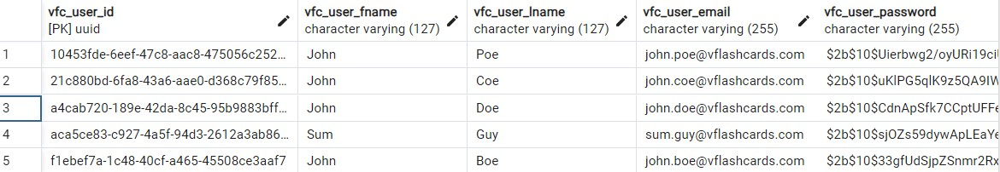 vfc_user_id vfc_user_fname vfc_user_lname vfc_user_email vfc_user_password
[PK] uuid character varying (127) character varying (127) character varying (255) character varying (255)
1 10453fde-6eef-47c8-aac8-475056c252… John Poe john.poe@vflashcards.com $2b$10$Uierbwg2/oyURi19ci
2 21c880bd-6fa8-43a6-aae0-d368c79f85… John Coe john.coe@vflashcards.com $2b$10$uKlPG5qlK9z5QA9IW
3 a4cab720-189e-42da-8c45-95b9883bff… John Doe john.doe@vflashcards.com $2b$10$CdnApSfk7CCptUFFe
4 aca5ce83-c927-4a5f-94d3-2612a3ab86… Sum Guy sum.guy@vflashcards.com $2b$10$sjOZs59dywApLEaYe
5 f1ebef7a-1c48-40cf-a465-45508ce3aaf7 John Boe john.boe@vflashcards.com $2b$10$33gfUdSjpZSnmr2Rx